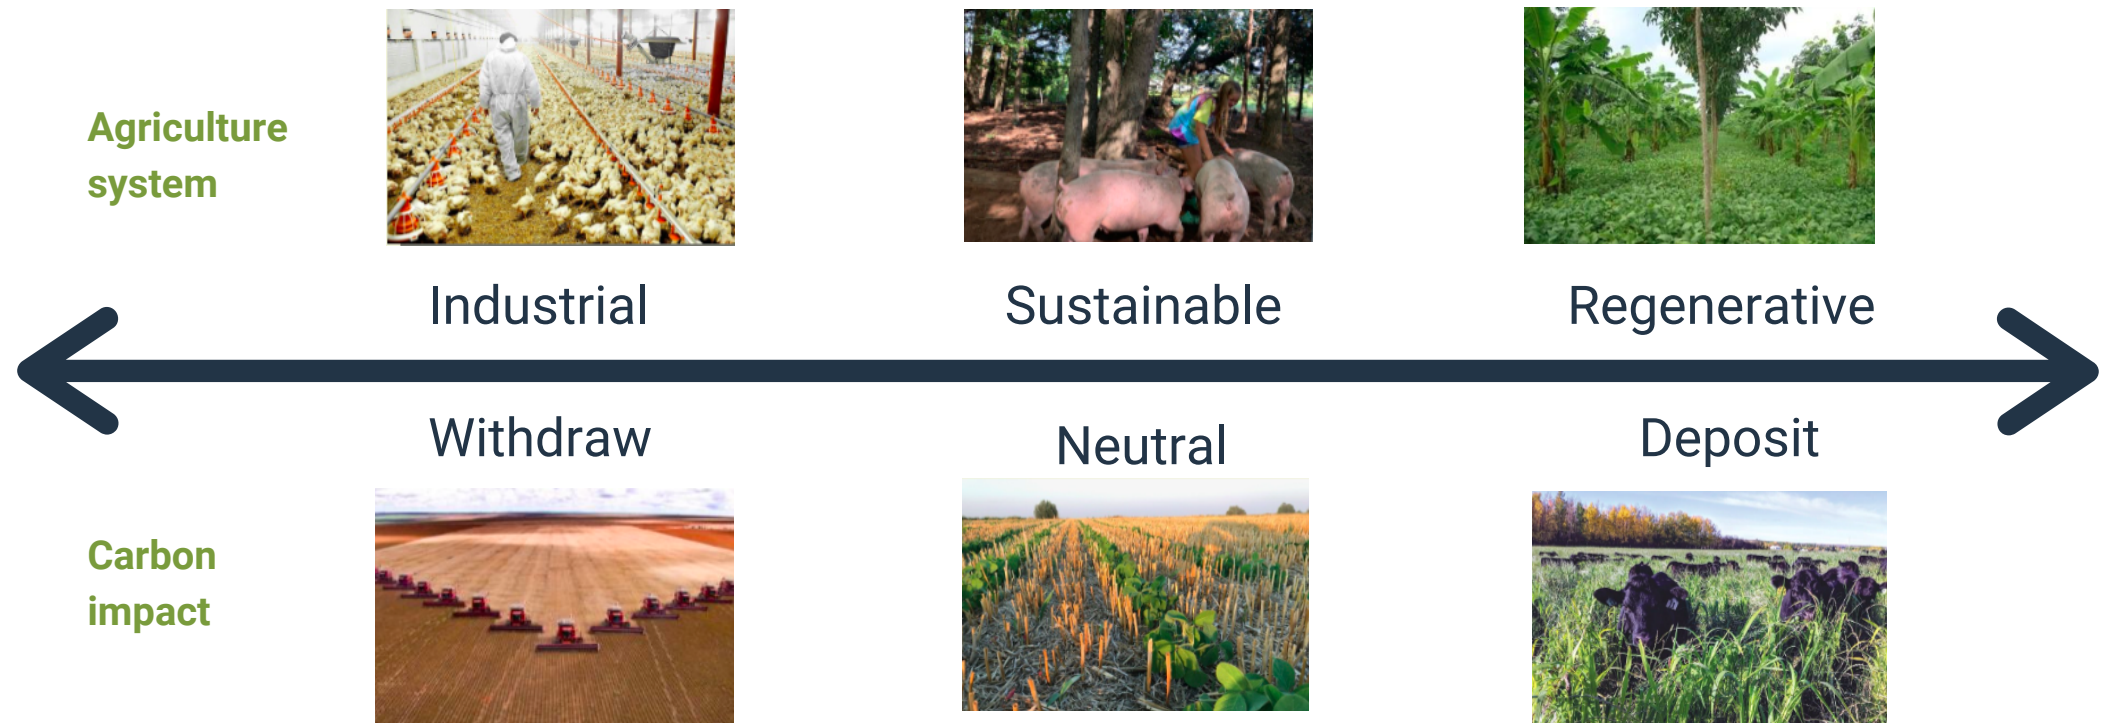 Agriculture
system
Industrial
Sustainable
Regenerative
Withdraw
Neutral
Deposit
Carbon
impact